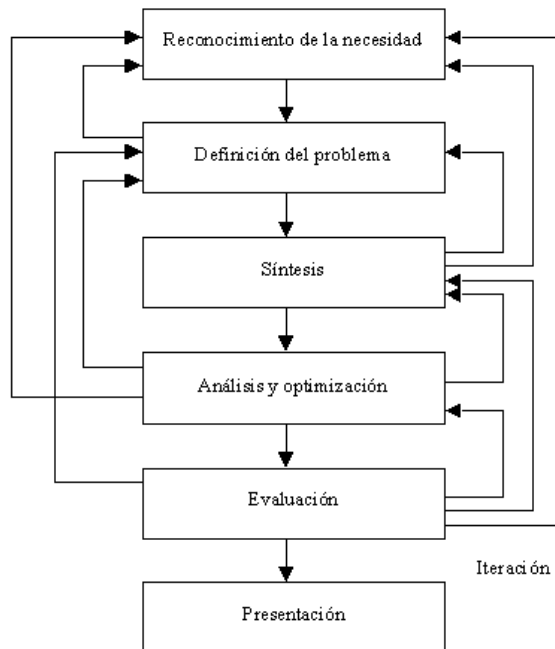 Reconocimiento de la necesidad
Definición del problema
Síntesis
Análisis y optimización
Evaluación
Iteración
Presentación